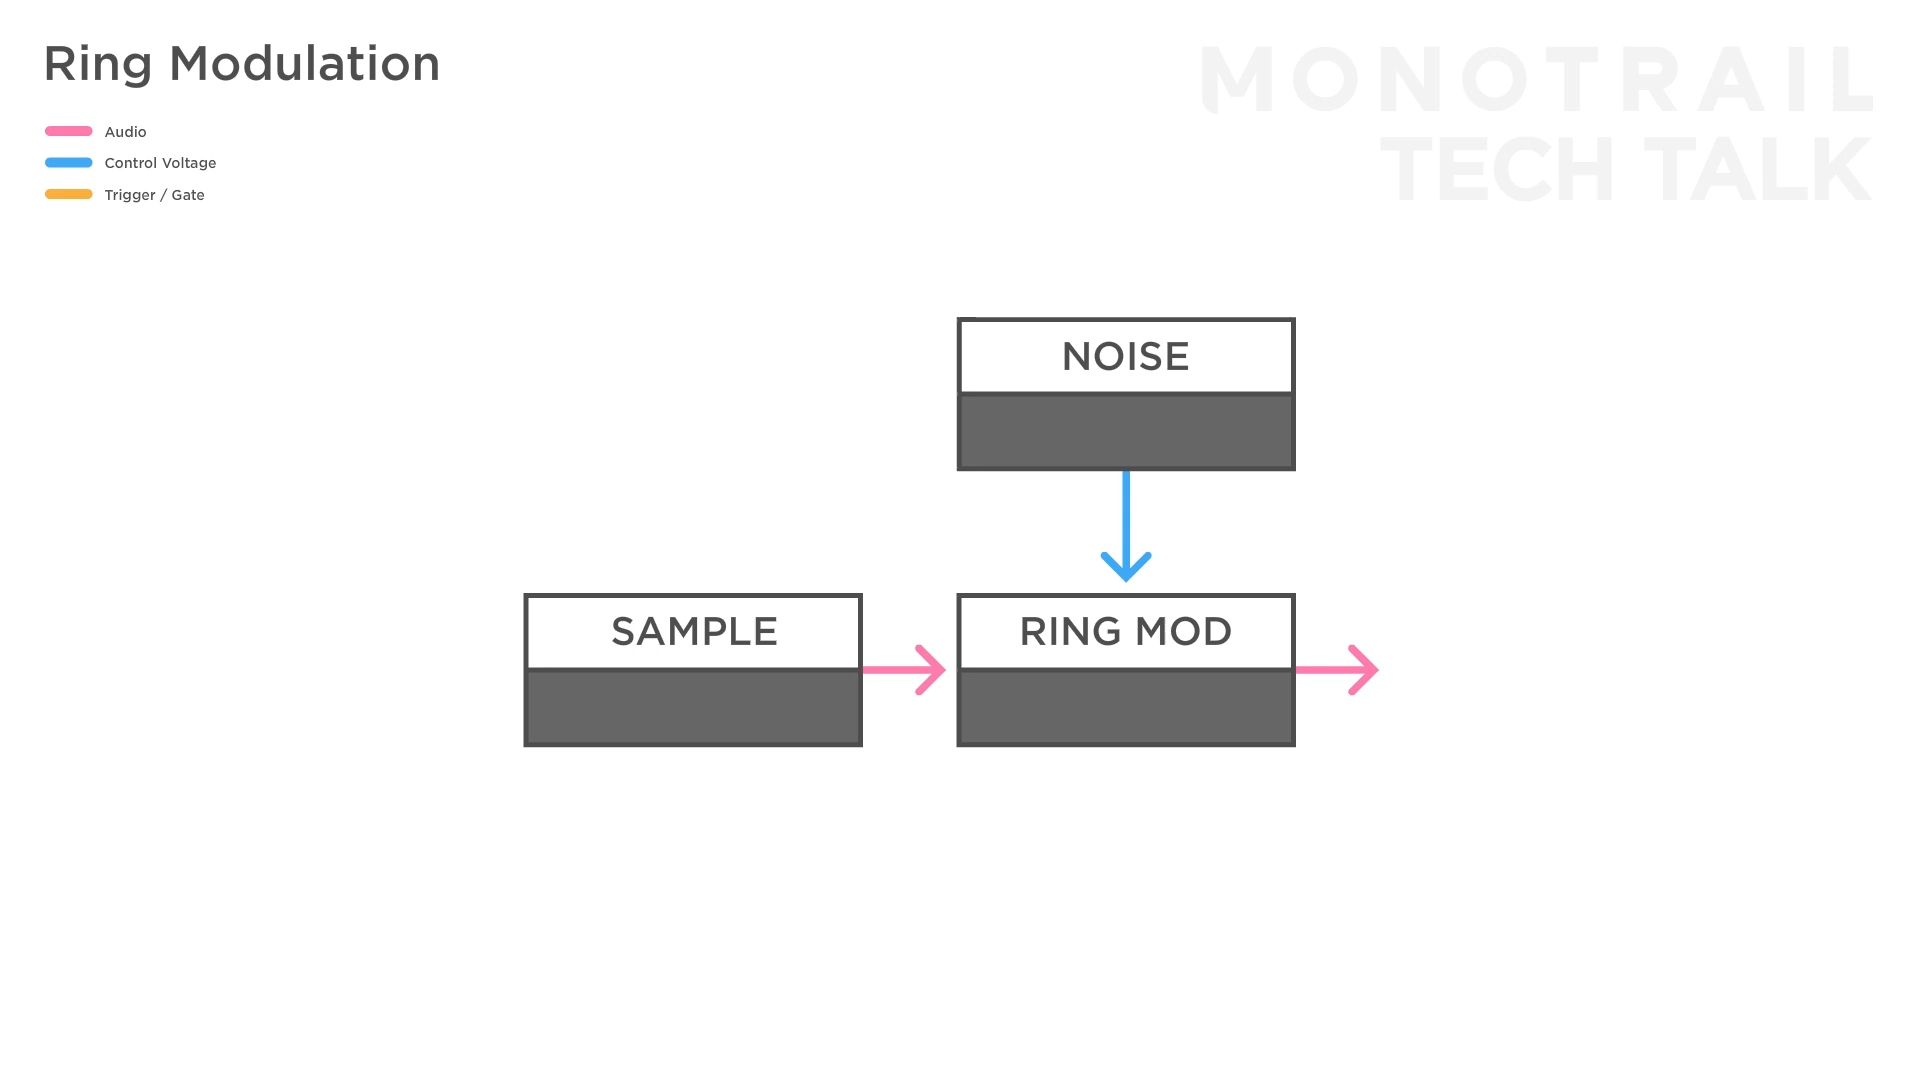 Ring Modulation
MONOTRAIL
TECH TALK
Audio
Control Voltage
Trigger / Gate
NOISE
SAMPLE
RING MOD